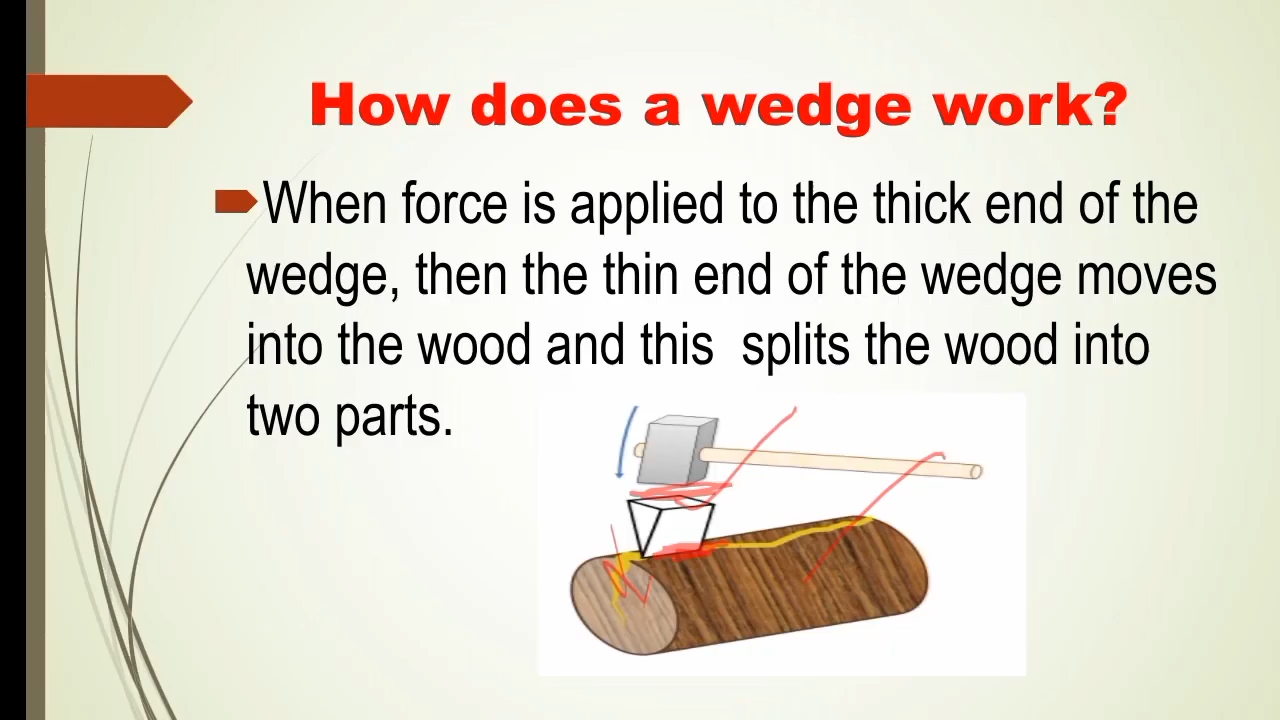 How does a wedge work?
When force is applied to the thick end of the
wedge, then the thin end of the wedge moves
into the wood and this  splits the wood into
two parts.